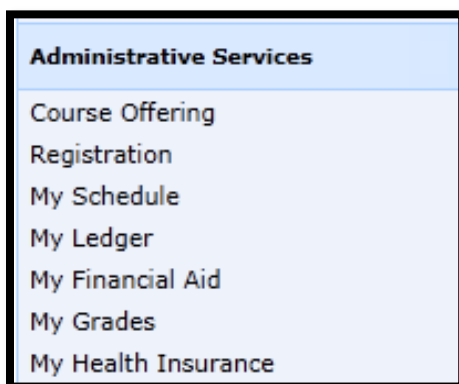 Administrative Services
Course Offering
Registration
My Schedule
My Ledger
My Financial Aid
My Grades
My Health Insurance